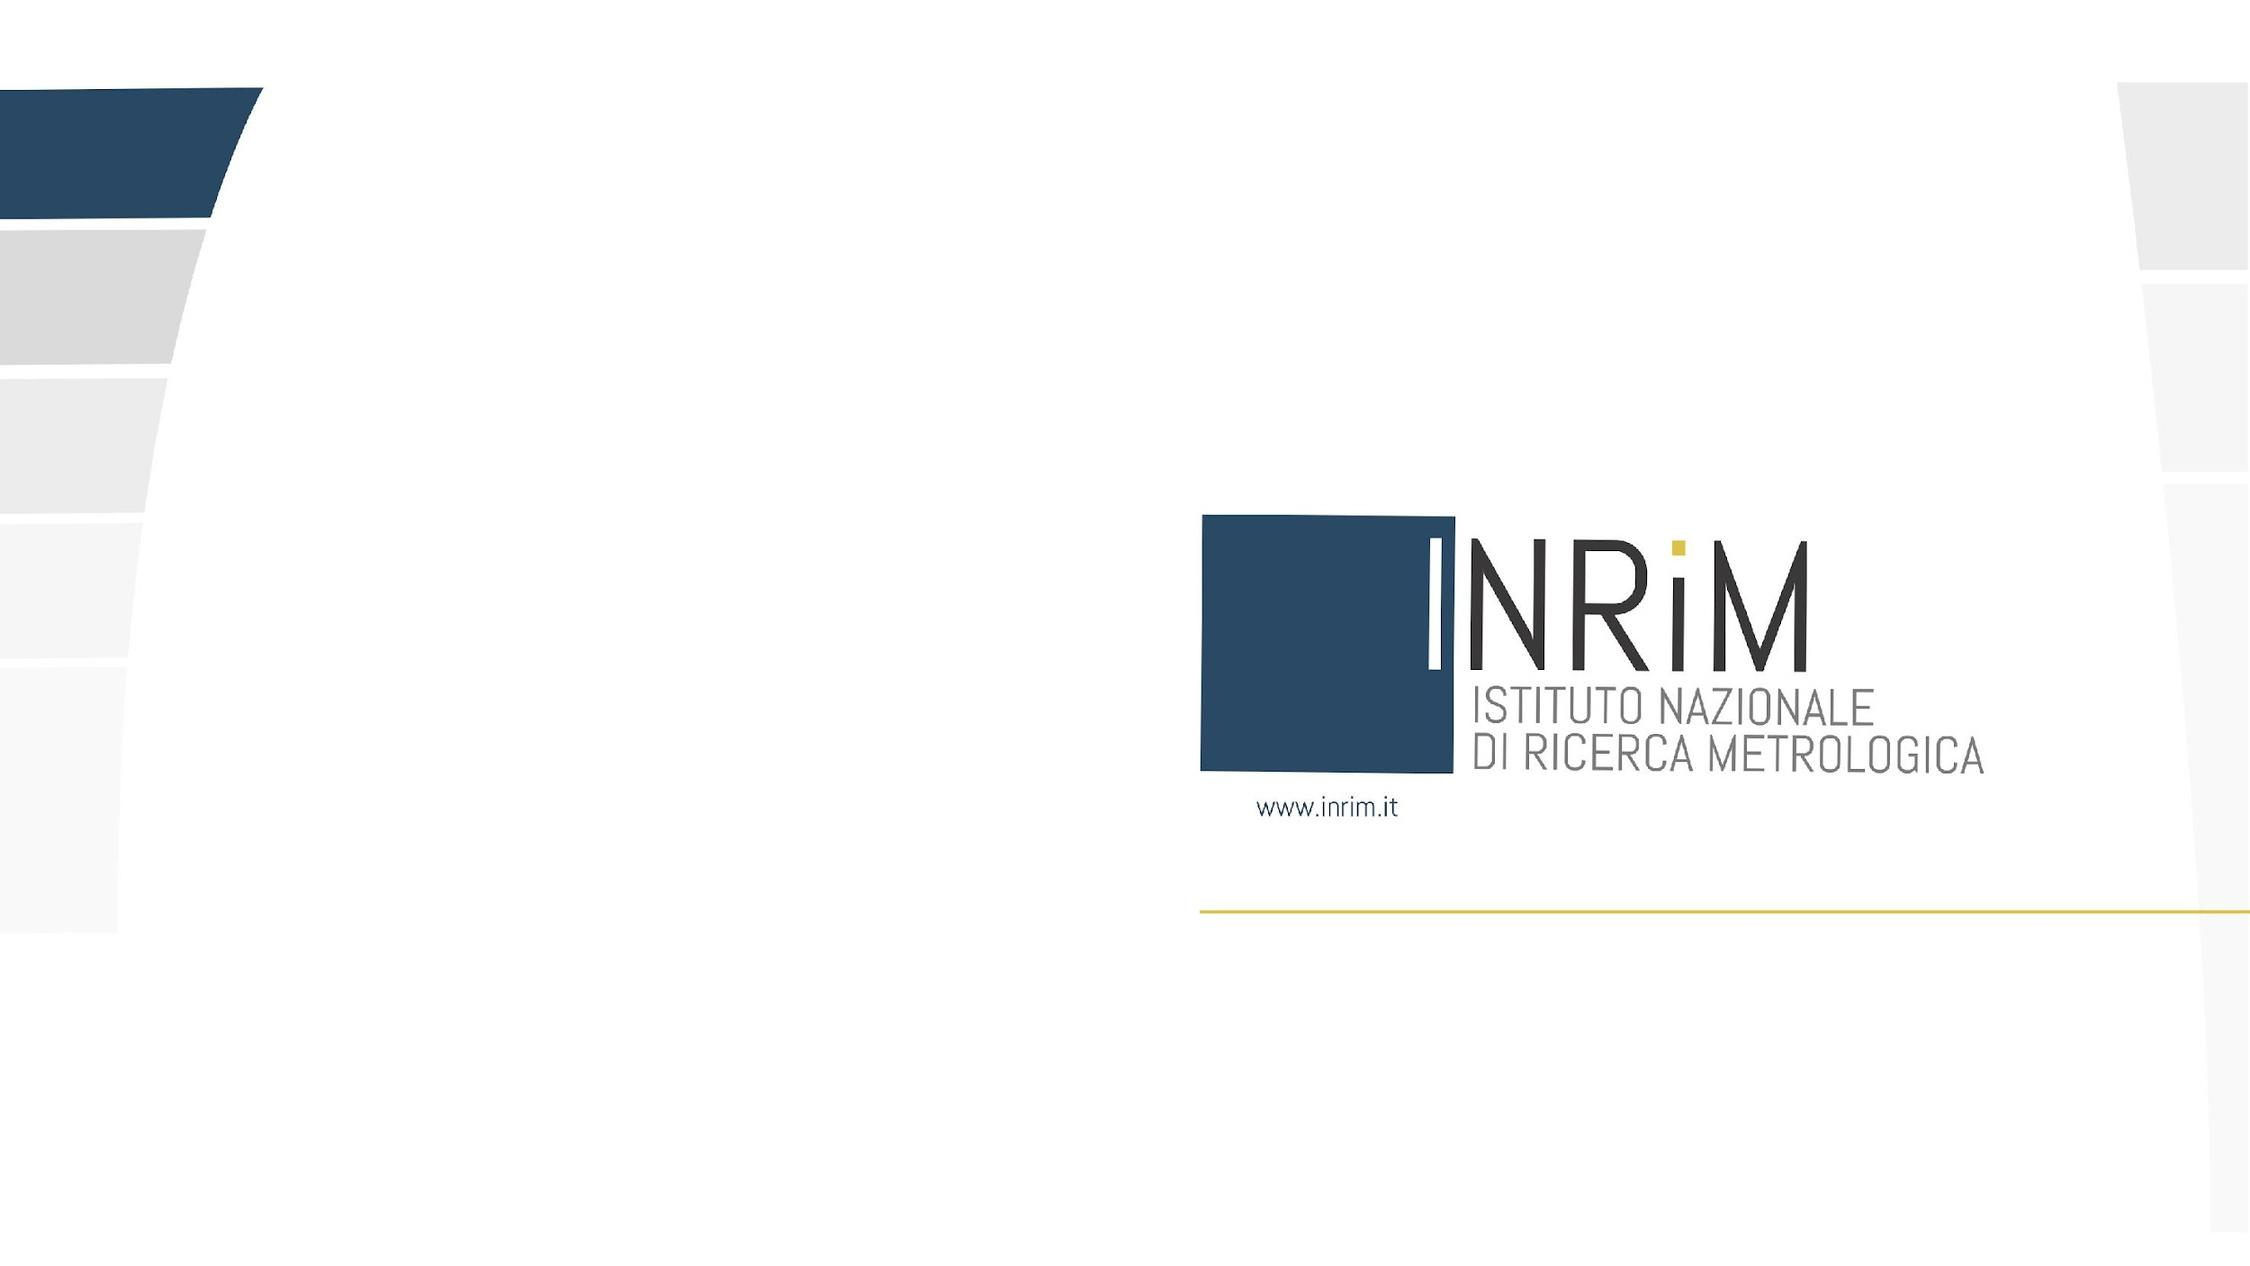 INRiM
ISTITUTO NAZIONALE
DI RICERCA METROLOGICA
www.inrim.it